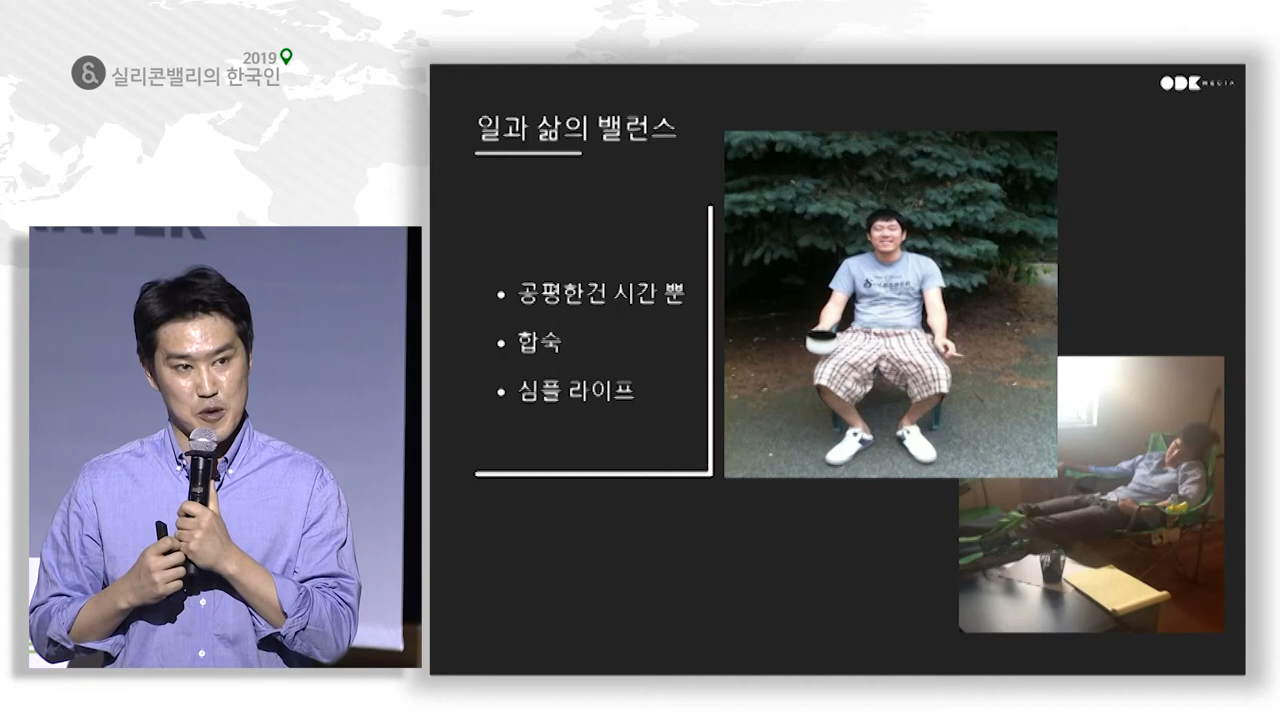 2019
& 실리콘밸리의 한국인
ODK MEDIA
일과 삶의 밸런스
• 공평한건 시간 뿐
• 합숙
• 심플 라이프
NAVER